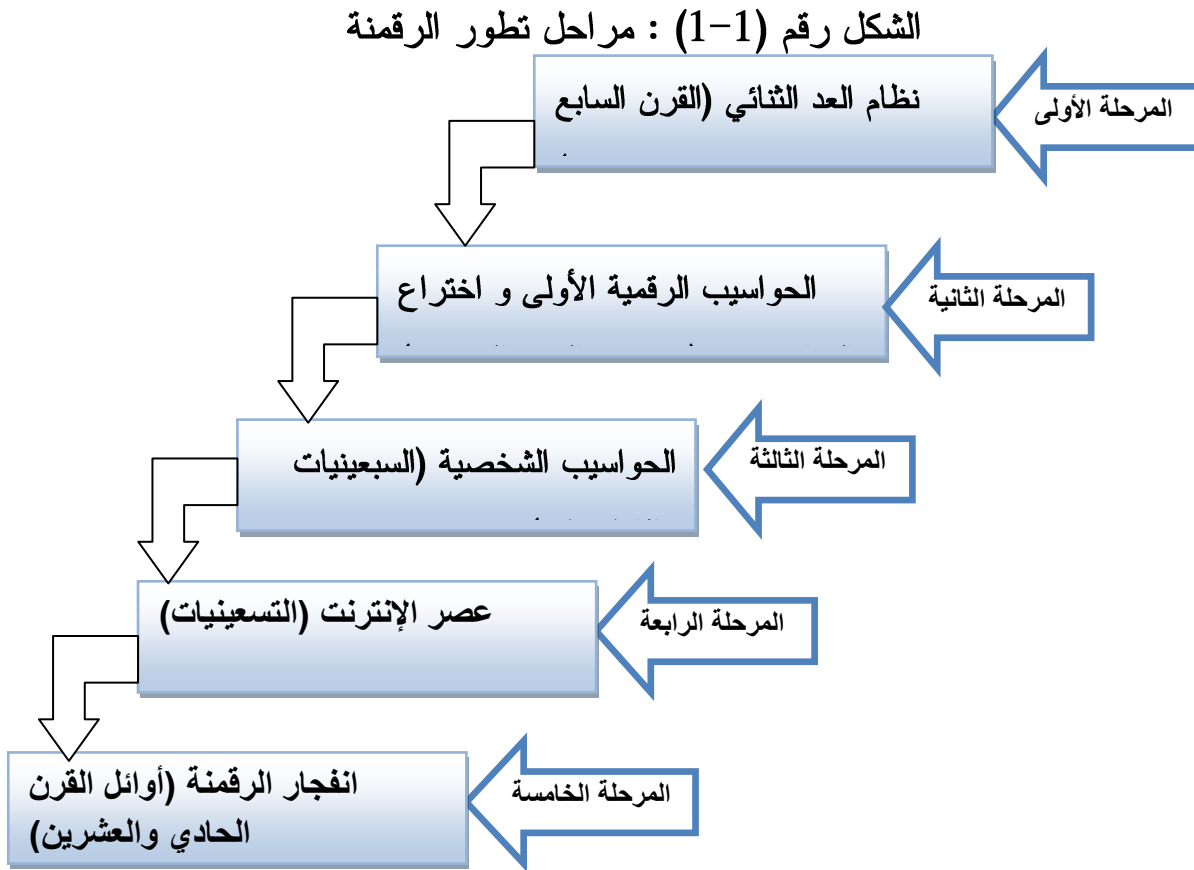 الشكل رقم (1-1) : مراحل تطور الرقمنة
المرحلة الأولى
نظام العد الثنائي (القرن السابع
المرحلة الثانية
الحواسيب الرقمية الأولى و اختراع
المرحلة الثالثة
الحواسيب الشخصية (السبعينيات
المرحلة الرابعة
عصر الإنترنت (التسعينيات)
المرحلة الخامسة
انفجار الرقمنة (أوائل القرن
الحادي والعشرين)